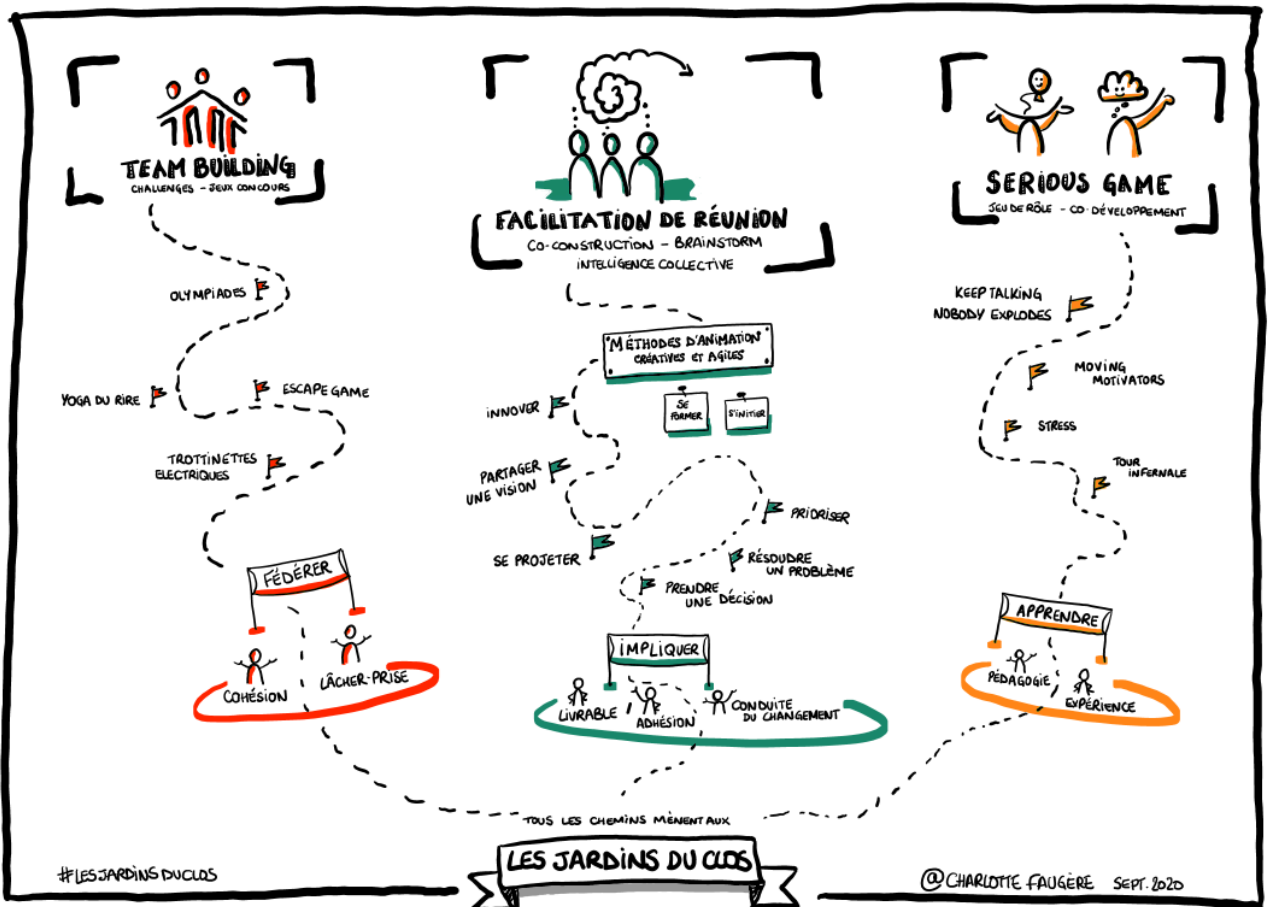 TEAM BUILDING
CHALLENGES - JEUX CONCOURS
OLYMPIADES
YOGA DU RIRE
ESCAPE GAME
TROTTINETTES
ELECTRIQUES
FÉDÉRER
COHÉSION
LÂCHER-PRISE
FACILITATION DE RÉUNION
CO-CONSTRUCTION - BRAINSTORM
INTELLIGENCE COLLECTIVE
MÉTHODES D'ANIMATION
CRÉATIVES ET AGILES
SE
FORMER
S'INITIER
INNOVER
PARTAGER
UNE VISION
SE PROJETER
PRIORISER
RÉSOUDRE
UN PROBLÈME
PRENDRE
UNE DÉCISION
IMPLIQUER
LIVRABLE
ADHÉSION
CONDUITE
DU CHANGEMENT
SERIOUS GAME
JEU DE RÔLE - CO-DÉVELOPPEMENT
KEEP TALKING
NOBODY EXPLODES
MOVING
MOTIVATORS
STRESS
TOUR
INFERNALE
APPRENDRE
PÉDAGOGIE
EXPÉRIENCE
TOUS LES CHEMINS MÈNENT AUX
LES JARDINS DU CLOS
#LESJARDINSDUCLOS
@CHARLOTTE FAUGÈRE SEPT.2020